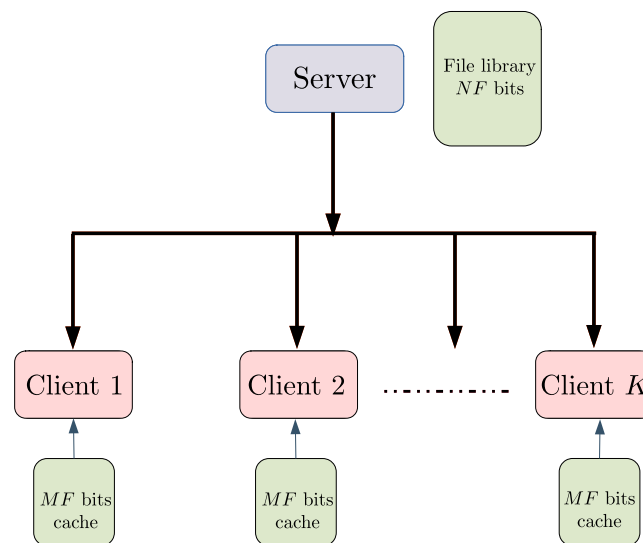 Server
File library
NF bits
Client 1
Client 2
Client K
MF bits
cache
MF bits
cache
MF bits
cache